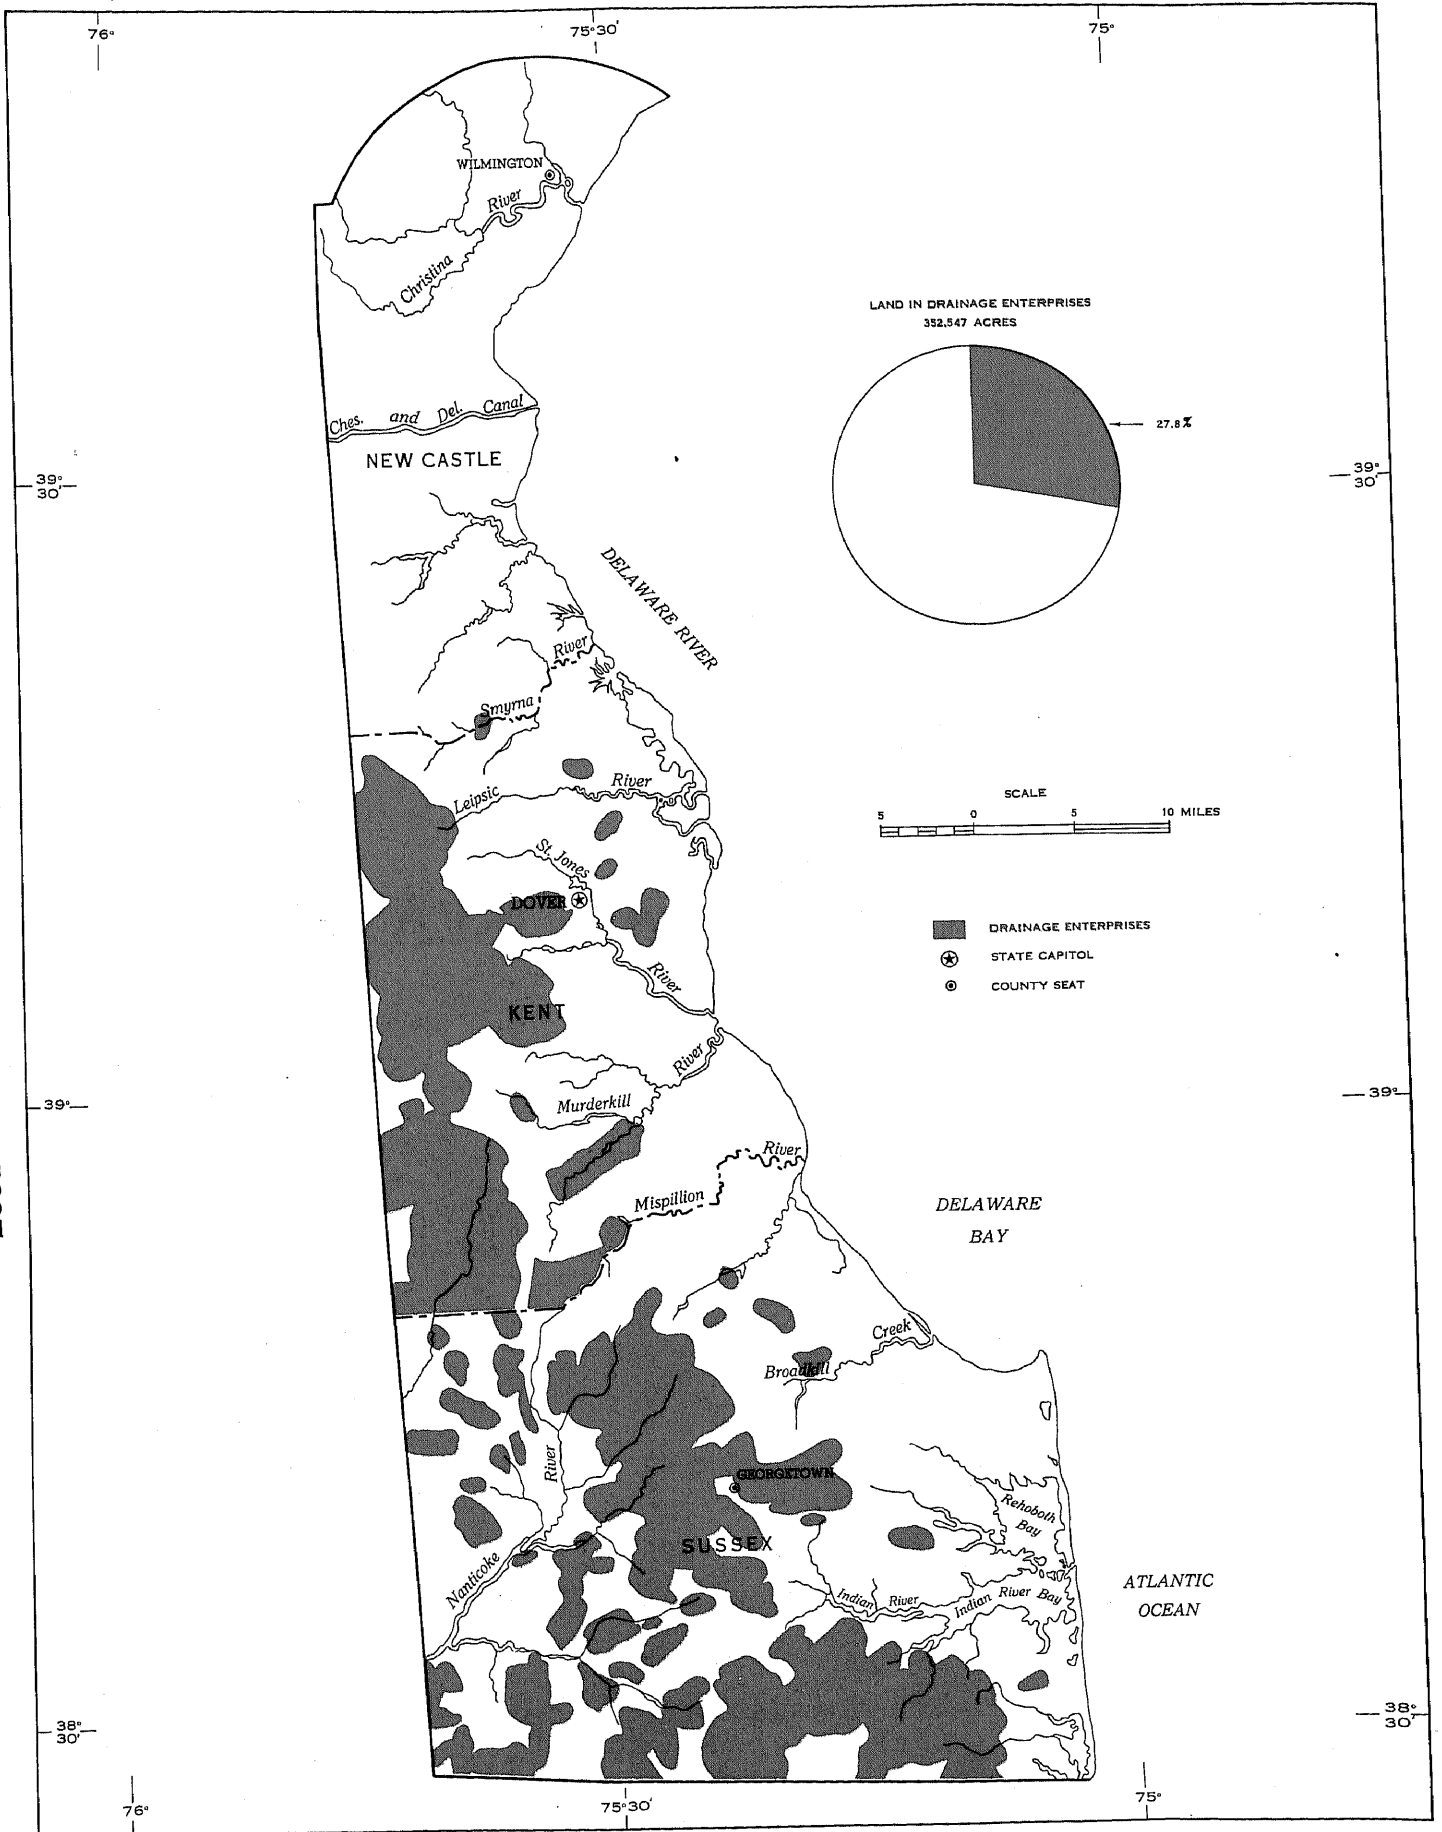 76°
75°30'
75°
WILMINGTON
River
Christina
LAND IN DRAINAGE ENTERPRISES
352,547 ACRES
27.8%
Ches. and Del. Canal
NEW CASTLE
39°
30'
39°
30'
DELAWARE RIVER
River
Smyrna
River
Leipsic
SCALE
5 0 5 10 MILES
St. Jones
DOVER
DRAINAGE ENTERPRISES
STATE CAPITOL
COUNTY SEAT
River
KENT
River
Murderkill
39°
39°
River
Mispillion
DELAWARE
BAY
Creek
Broadkill
River
GEORGETOWN
Rehoboth
Bay
SUSSEX
Nanticoke
Indian River
Indian River Bay
ATLANTIC
OCEAN
38°
30'
38°
30'
76°
75°30'
75°